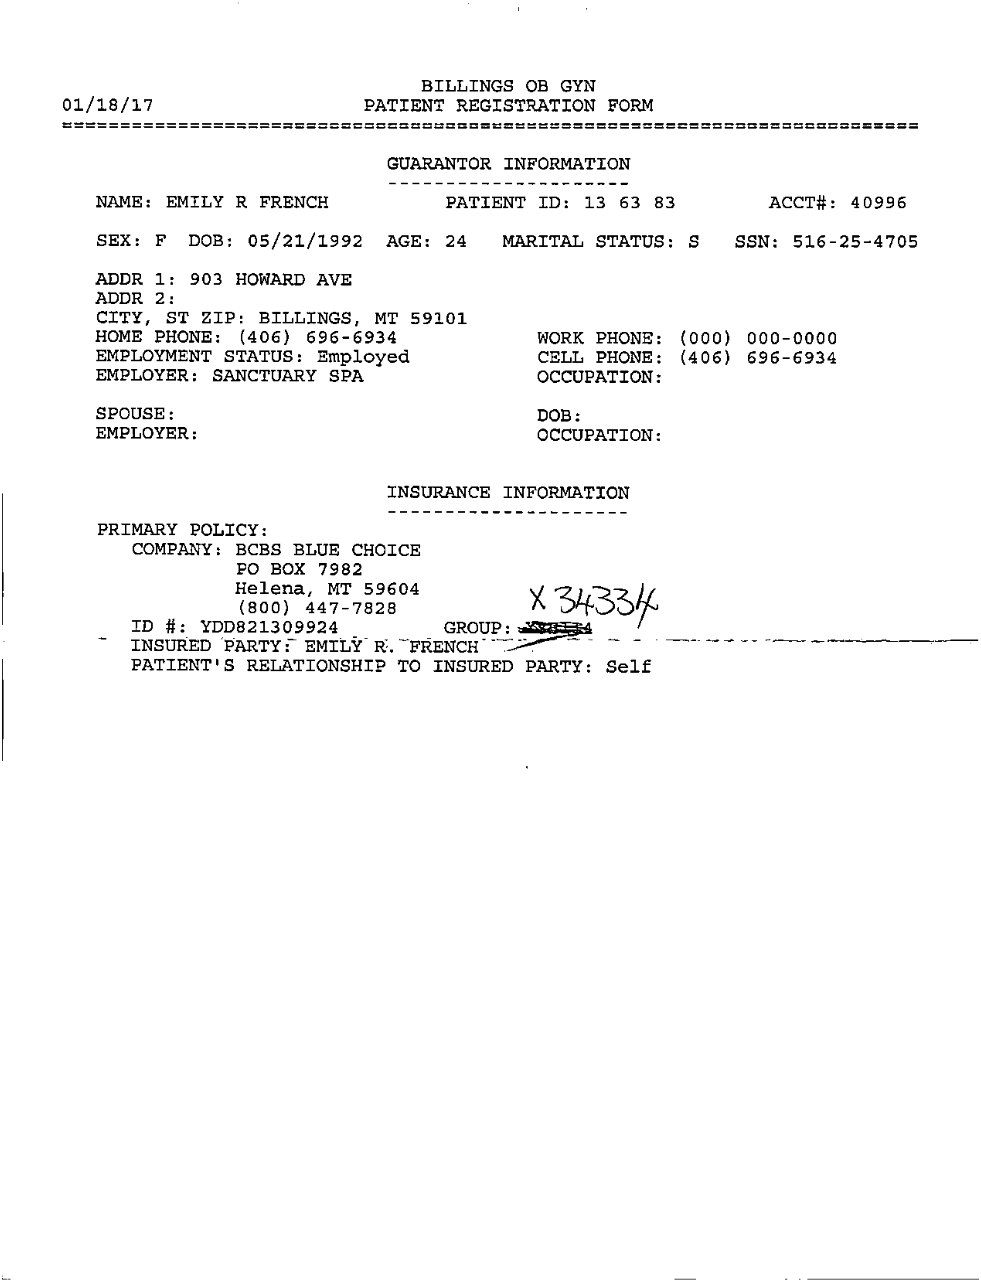 BILLINGS OB GYN
01/18/17 PATIENT REGISTRATION FORM
GUARANTOR INFORMATION
NAME: EMILY R FRENCH PATIENT ID: 13 63 83 ACCT#: 40996
SEX: F DOB: 05/21/1992 AGE: 24 MARITAL STATUS: S SSN: 516-25-4705
ADDR 1: 903 HOWARD AVE
ADDR 2:
CITY, ST ZIP: BILLINGS, MT 59101
HOME PHONE: (406) 696-6934 WORK PHONE: (000) 000-0000
EMPLOYMENT STATUS: Employed CELL PHONE: (406) 696-6934
EMPLOYER: SANCTUARY SPA OCCUPATION:
SPOUSE: DOB:
EMPLOYER: OCCUPATION:
INSURANCE INFORMATION
PRIMARY POLICY:
COMPANY: BCBS BLUE CHOICE
PO BOX 7982
Helena, MT 59604
(800) 447-7828 X34334
ID #: YDD821309924 GROUP:
INSURED PARTY: EMILY R. FRENCH
PATIENT'S RELATIONSHIP TO INSURED PARTY: Self